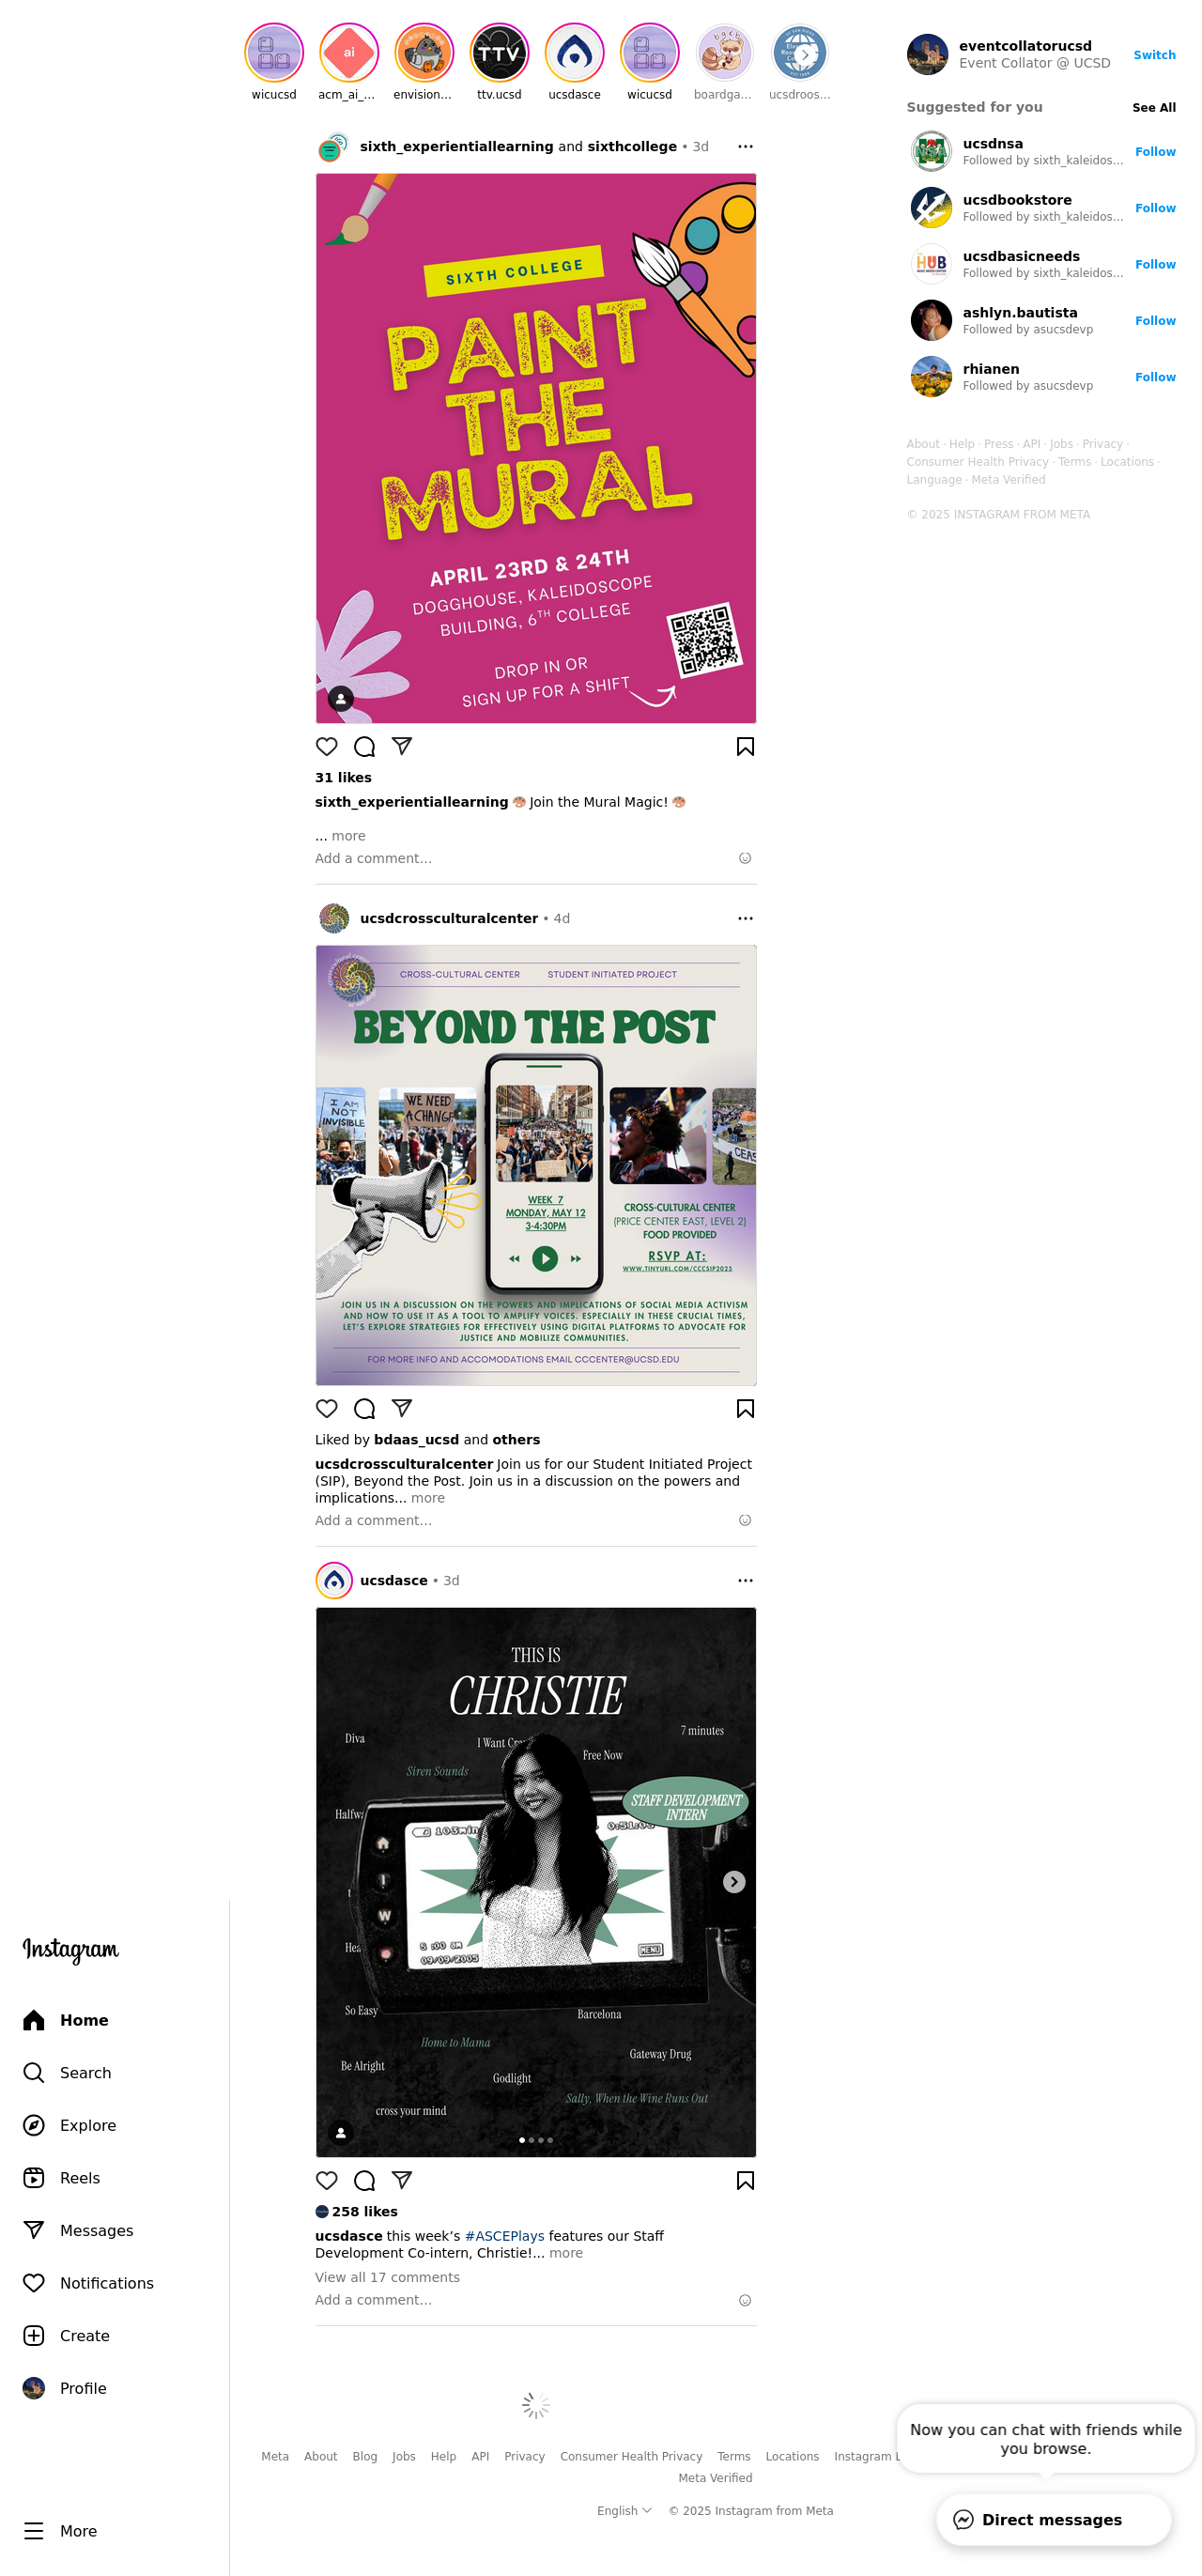 wicucsd
acm_ai_...
envision...
ttv.ucsd
ucsdasce
wicucsd
boardga...
ucsdroos...
ai
TTV
bgcb
eventcollatorucsd
Event Collator @ UCSD
Switch
Suggested for you
See All
ucsdnsa
Followed by sixth_kaleidos...
Follow
ucsdbookstore
Followed by sixth_kaleidos...
Follow
ucsdbasicneeds
Followed by sixth_kaleidos...
Follow
HUB
ashlyn.bautista
Followed by asucsdevp
Follow
rhianen
Followed by asucsdevp
Follow
About · Help · Press · API · Jobs · Privacy ·
Consumer Health Privacy · Terms · Locations ·
Language · Meta Verified
© 2025 INSTAGRAM FROM META
sixth_experientiallearning and sixthcollege • 3d
SIXTH COLLEGE
PAINT
THE
MURAL
APRIL 23RD & 24TH
DOGGHOUSE, KALEIDOSCOPE
BUILDING, 6TH COLLEGE
DROP IN OR
SIGN UP FOR A SHIFT
31 likes
sixth_experientiallearning 🎨 Join the Mural Magic! 🎨
... more
Add a comment...
ucsdcrossculturalcenter • 4d
CROSS-CULTURAL CENTER
STUDENT INITIATED PROJECT
BEYOND THE POST
I AM
NOT
INVISIBLE
WE NEED
A CHANGE
CEAS
WEEK 7
MONDAY, MAY 12
3-4:30PM
CROSS-CULTURAL CENTER
(PRICE CENTER EAST, LEVEL 2)
FOOD PROVIDED
RSVP AT:
WWW.TINYURL.COM/CCCSIP2025
JOIN US IN A DISCUSSION ON THE POWERS AND IMPLICATIONS OF SOCIAL MEDIA ACTIVISM
AND HOW TO USE IT AS A TOOL TO AMPLIFY VOICES. ESPECIALLY IN THESE CRUCIAL TIMES,
LET'S EXPLORE STRATEGIES FOR EFFECTIVELY USING DIGITAL PLATFORMS TO ADVOCATE FOR
JUSTICE AND MOBILIZE COMMUNITIES.
FOR MORE INFO AND ACCOMODATIONS EMAIL CCCENTER@UCSD.EDU
Liked by bdaas_ucsd and others
ucsdcrossculturalcenter Join us for our Student Initiated Project
(SIP), Beyond the Post. Join us in a discussion on the powers and
implications... more
Add a comment...
ucsdasce • 3d
THIS IS
CHRISTIE
Diva
7 minutes
I Want Cra
Free Now
Siren Sounds
STAFF DEVELOPMENT
INTERN
Halfwa
103min
0:51:08
W
Hea
5:00 AM
09/09/2005
MENU
So Easy
Barcelona
Home to Mama
Gateway Drug
Be Alright
Godlight
Sally, When the Wine Runs Out
cross your mind
258 likes
ucsdasce this week’s #ASCEPlays features our Staff
Development Co-intern, Christie!... more
View all 17 comments
Add a comment...
Instagram
Home
Search
Explore
Reels
Messages
Notifications
Create
Profile
More
Meta About Blog Jobs Help API Privacy Consumer Health Privacy Terms Locations Instagram L
Meta Verified
English © 2025 Instagram from Meta
Now you can chat with friends while
you browse.
Direct messages